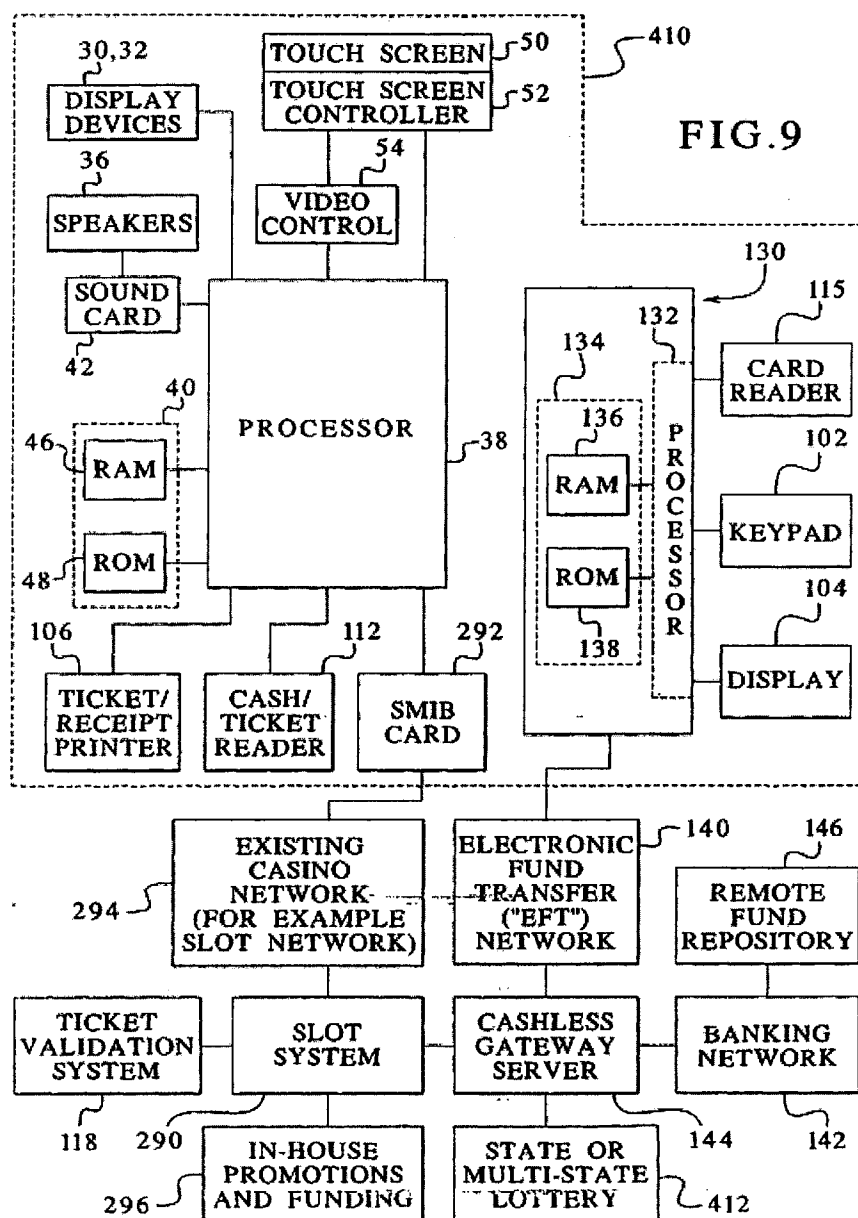 30,32
DISPLAY
DEVICES
TOUCH SCREEN
50
TOUCH SCREEN
CONTROLLER
52
410
FIG.9
36
SPEAKERS
54
VIDEO
CONTROL
SOUND
CARD
42
130
132
115
CARD
READER
40
46
RAM
48
ROM
PROCESSOR
38
134
136
RAM
ROM
138
PROCESSOR
102
KEYPAD
104
DISPLAY
106
TICKET/
RECEIPT
PRINTER
112
CASH/
TICKET
READER
292
SMIB
CARD
294
EXISTING
CASINO
NETWORK
(FOR EXAMPLE
SLOT NETWORK)
140
ELECTRONIC
FUND
TRANSFER
("EFT")
NETWORK
146
REMOTE
FUND
REPOSITORY
TICKET
VALIDATION
SYSTEM
118
SLOT
SYSTEM
290
CASHLESS
GATEWAY
SERVER
144
BANKING
NETWORK
142
296
IN-HOUSE
PROMOTIONS
AND FUNDING
STATE OR
MULTI-STATE
LOTTERY
412